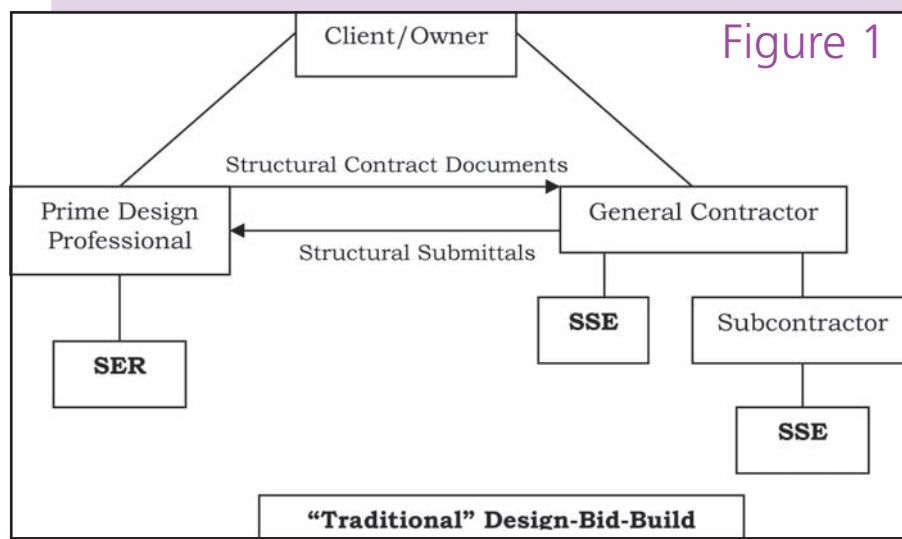 Figure 1
Client/Owner
Structural Contract Documents
Prime Design
Professional
General Contractor
Structural Submittals
SSE
Subcontractor
SER
SSE
“Traditional” Design-Bid-Build